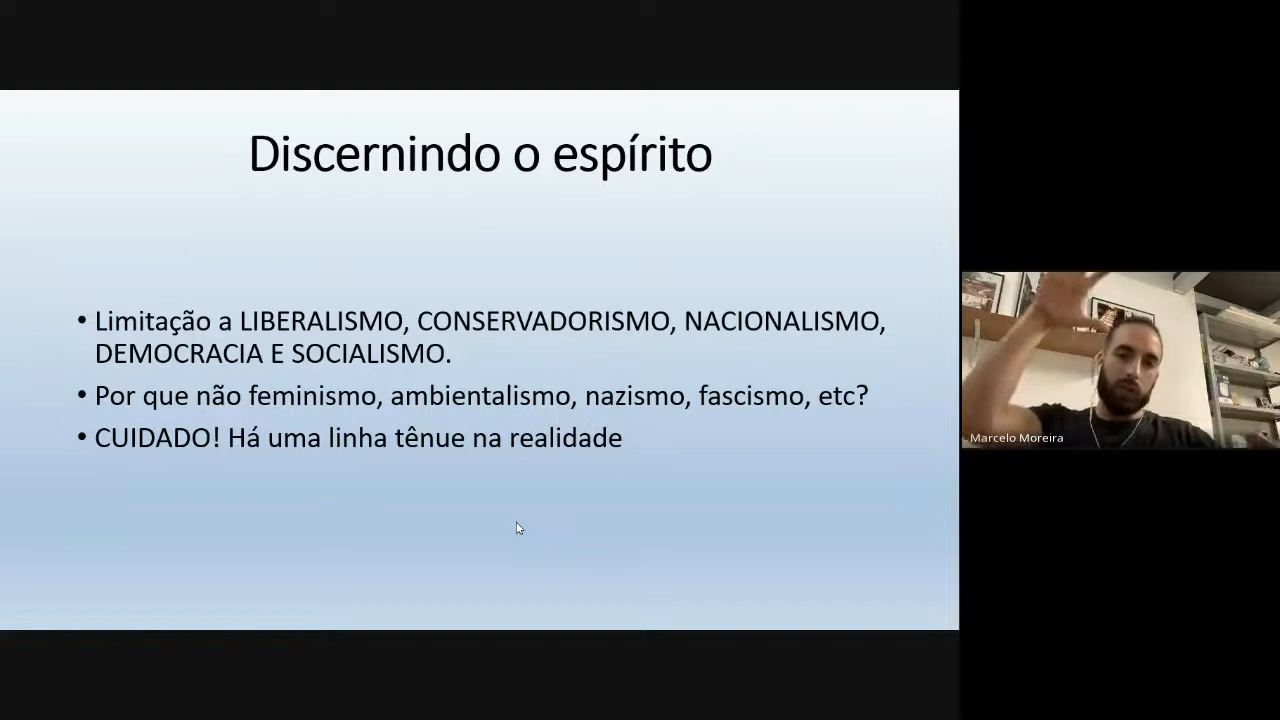 Discernindo o espírito
• Limitação a LIBERALISMO, CONSERVADORISMO, NACIONALISMO,
DEMOCRACIA E SOCIALISMO.
• Por que não feminismo, ambientalismo, nazismo, fascismo, etc?
• CUIDADO! Há uma linha tênue na realidade
Marcelo Moreira